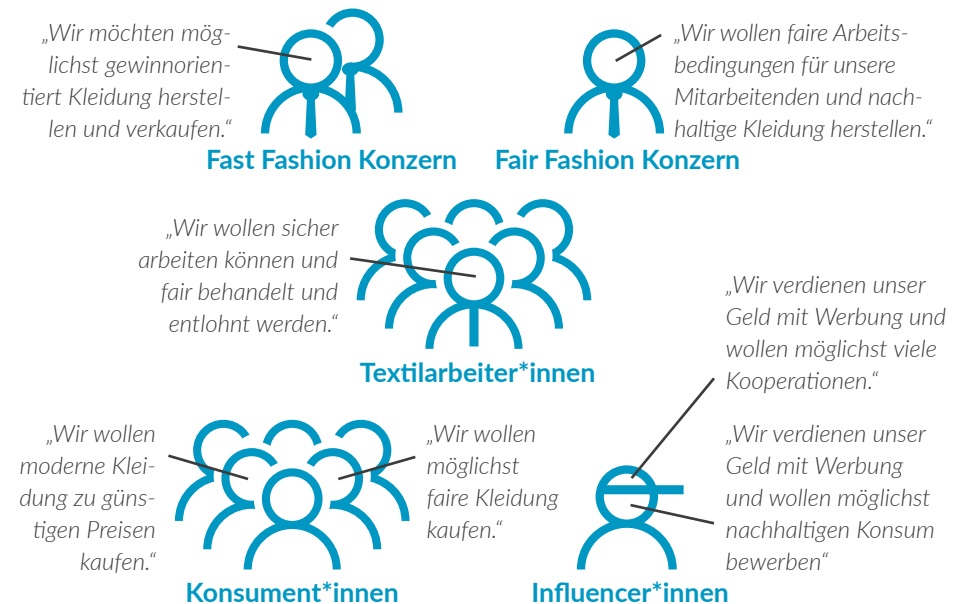 „Wir möchten mög-
lichst gewinnorien-
tiert Kleidung herstel-
len und verkaufen.“
Fast Fashion Konzern
„Wir wollen faire Arbeits-
bedingungen für unsere
Mitarbeitenden und nach-
haltige Kleidung herstellen.“
Fair Fashion Konzern
„Wir wollen sicher
arbeiten können und
fair behandelt und
entlohnt werden.“
Textilarbeiter*innen
„Wir wollen
moderne Klei-
dung zu güns-
tigen Preisen
kaufen.“
„Wir wollen
möglichst
faire Kleidung
kaufen.“
Konsument*innen
„Wir verdienen unser
Geld mit Werbung und
wollen möglichst viele
Kooperationen.“
„Wir verdienen unser
Geld mit Werbung
und wollen möglichst
nachhaltigen Konsum
bewerben“
Influencer*innen